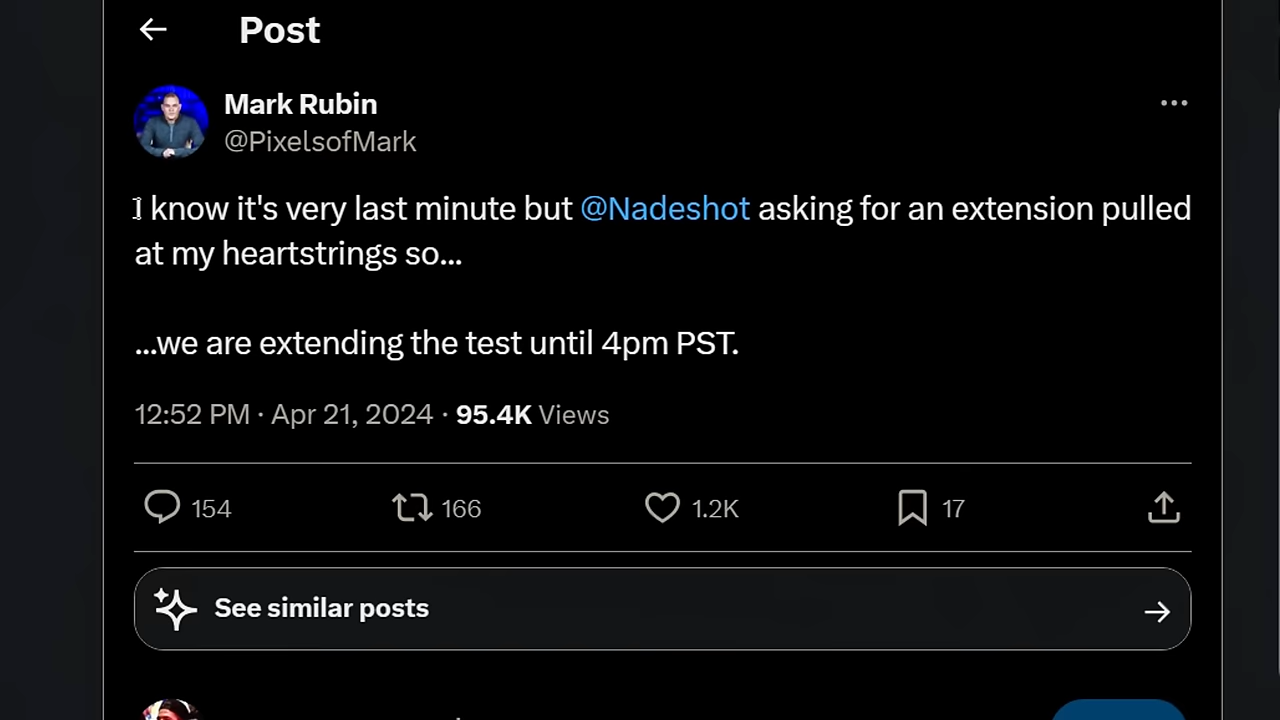 Post
Mark Rubin
@PixelsofMark
I know it's very last minute but @Nadeshot asking for an extension pulled
at my heartstrings so...
...we are extending the test until 4pm PST.
12:52 PM · Apr 21, 2024 · 95.4K Views
154 166 1.2K 17
See similar posts